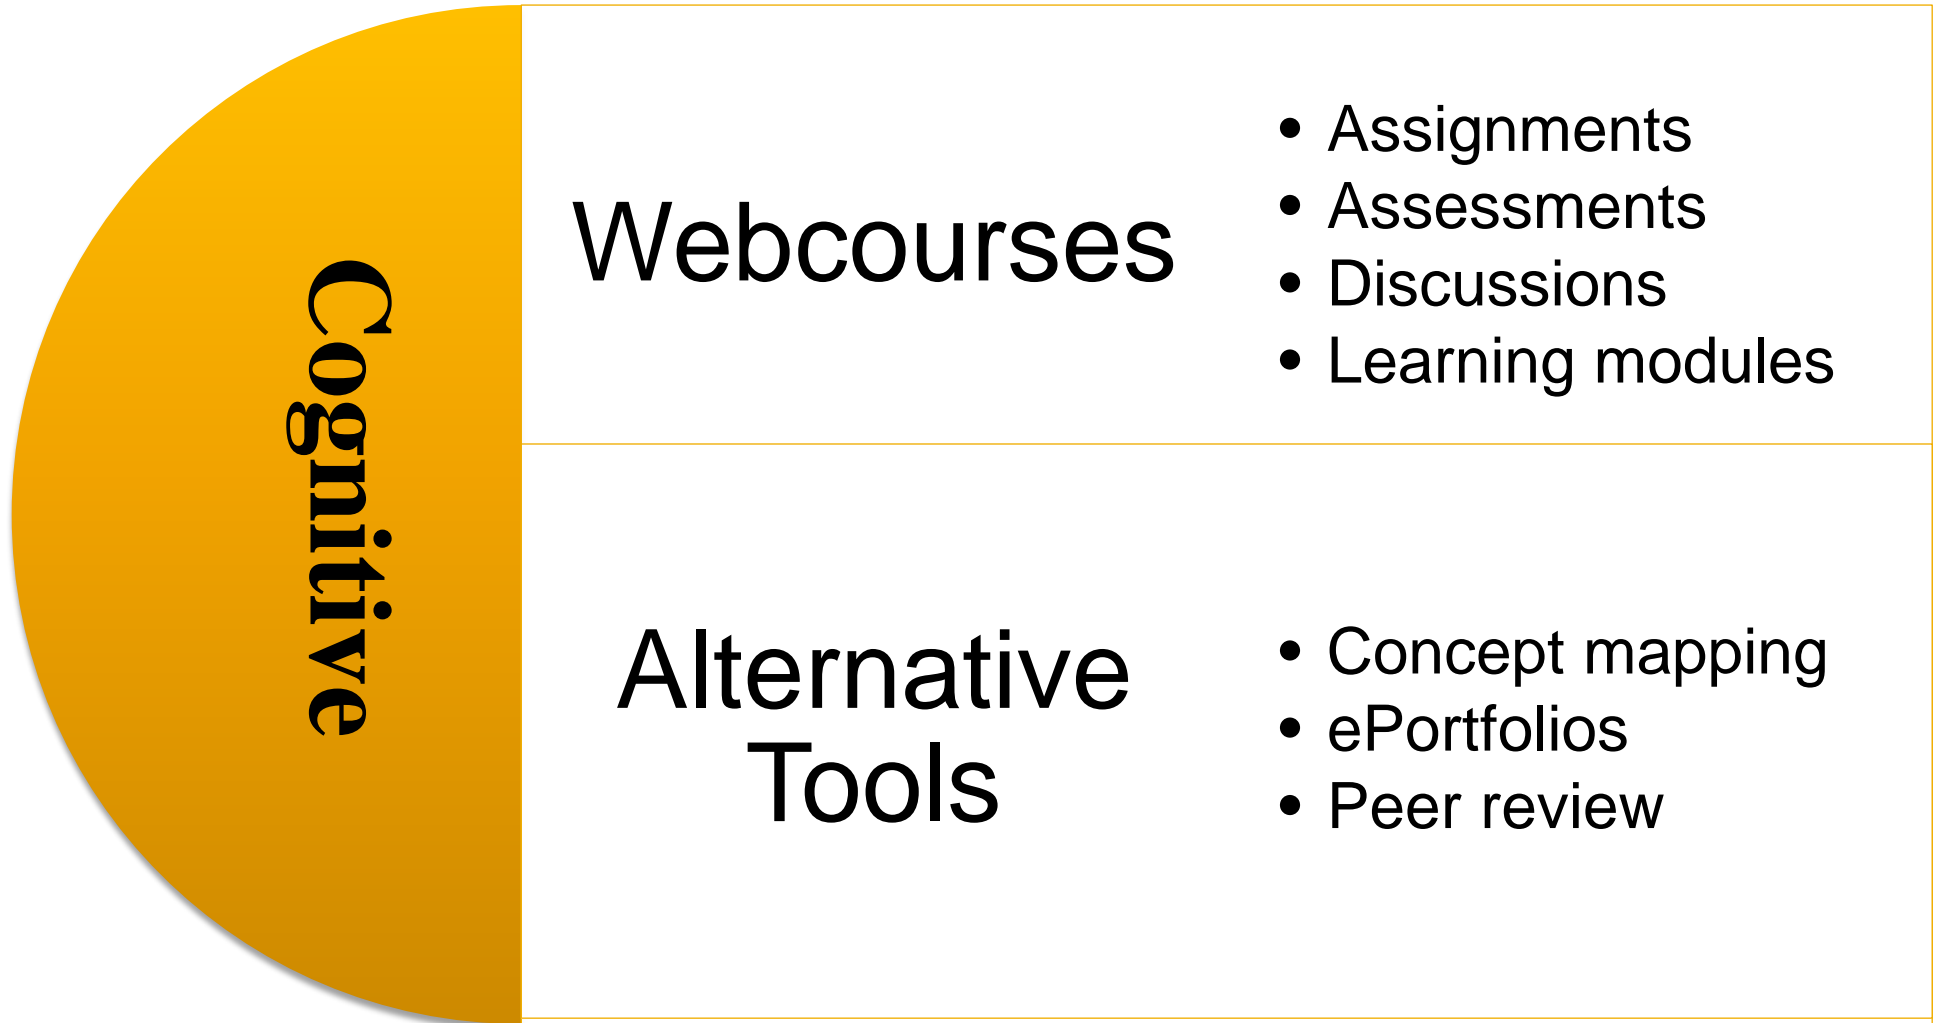 Cognitive
Webcourses
• Assignments
• Assessments
• Discussions
• Learning modules
Alternative
Tools
• Concept mapping
• ePortfolios
• Peer review